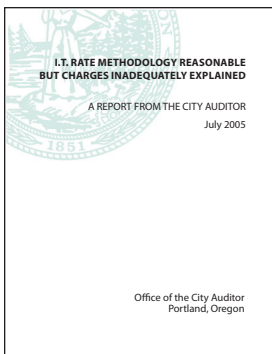 I.T. RATE METHODOLOGY REASONABLE
BUT CHARGES INADEQUATELY EXPLAINED
A REPORT FROM THE CITY AUDITOR
July 2005
1851
Office of the City Auditor
Portland, Oregon